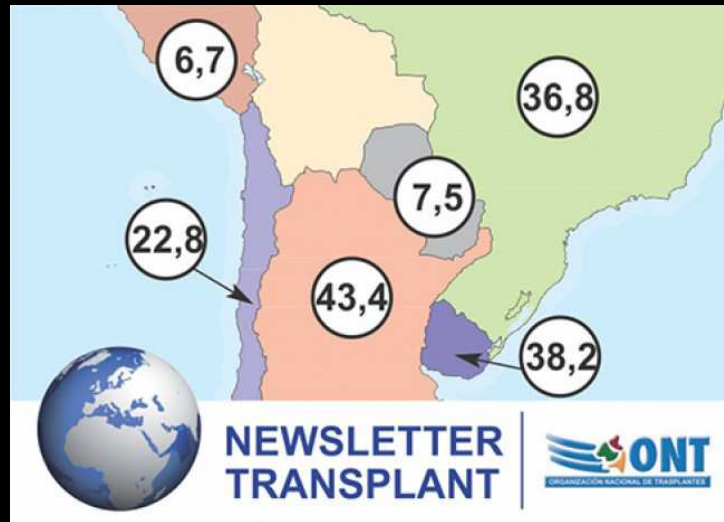 6,7
36,8
7,5
22,8
43,4
38,2
NEWSLETTER
TRANSPLANT
ONT
ORGANIZACIÓN NACIONAL DE TRASPLANTES